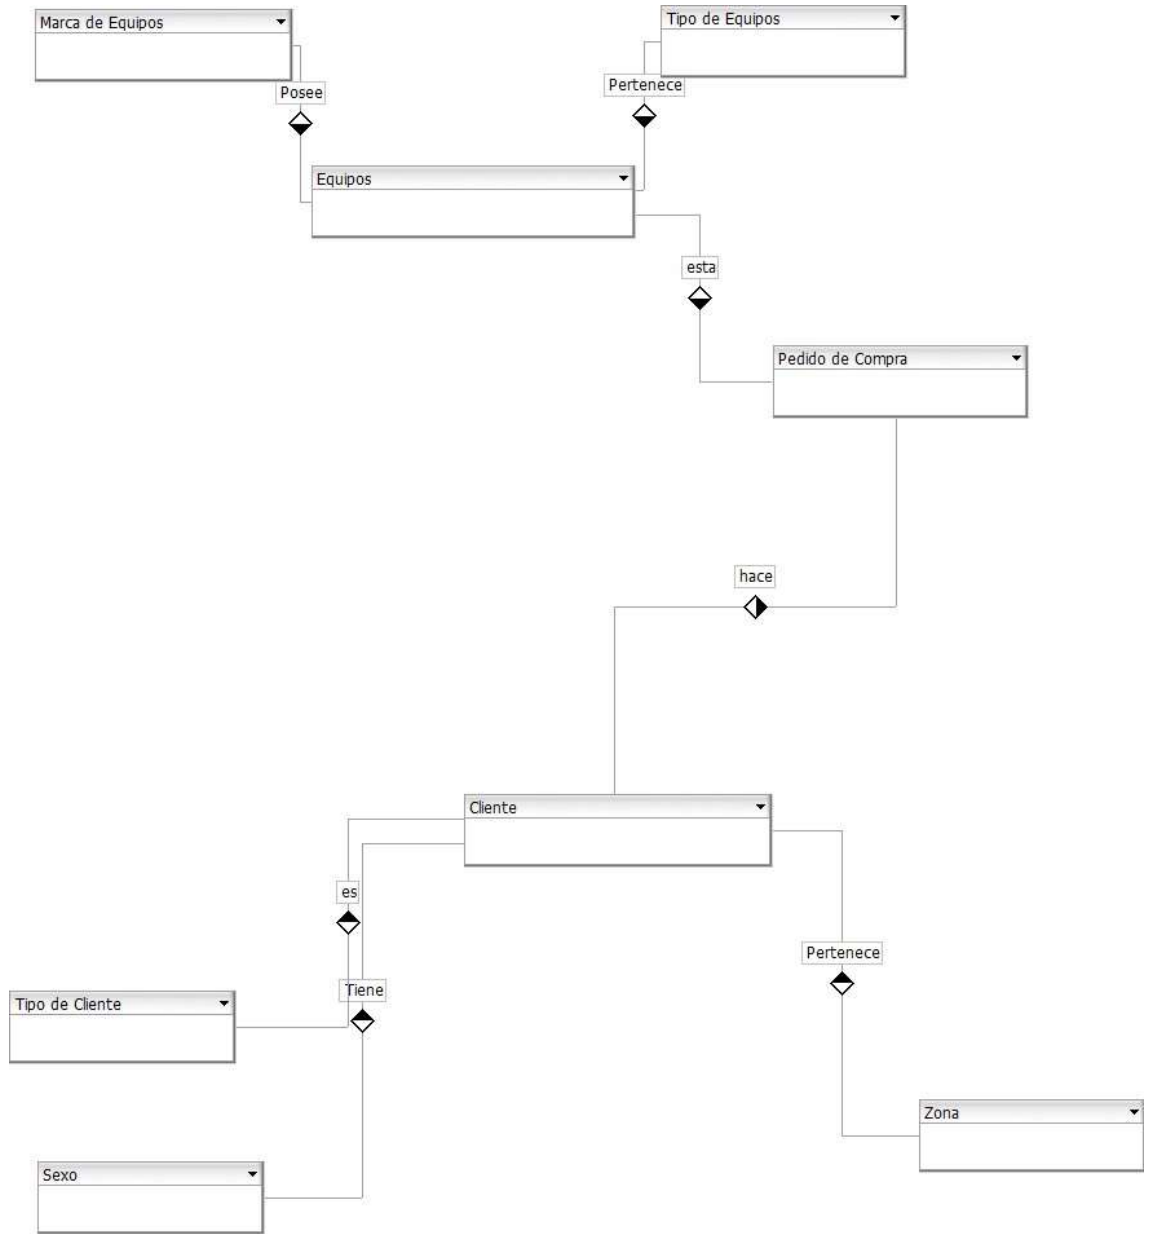 Marca de Equipos
Tipo de Equipos
Posee
Pertenece
Equipos
esta
Pedido de Compra
hace
Cliente
es
Pertenece
Tiene
Tipo de Cliente
Zona
Sexo